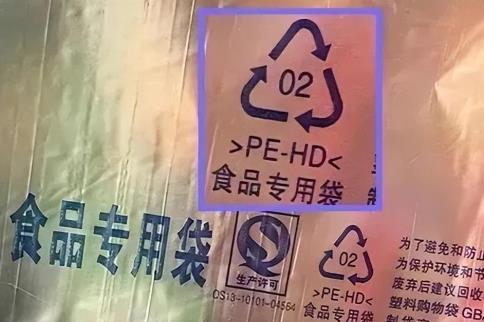 02
>PE-HD<
食品专用袋
食品专用袋
生产许可
QS13-10101-04564
02
>PE-HD<
食品专用袋
为了避免和防止
为保护环境和节
废弃后建议回收
塑料购物袋 GB